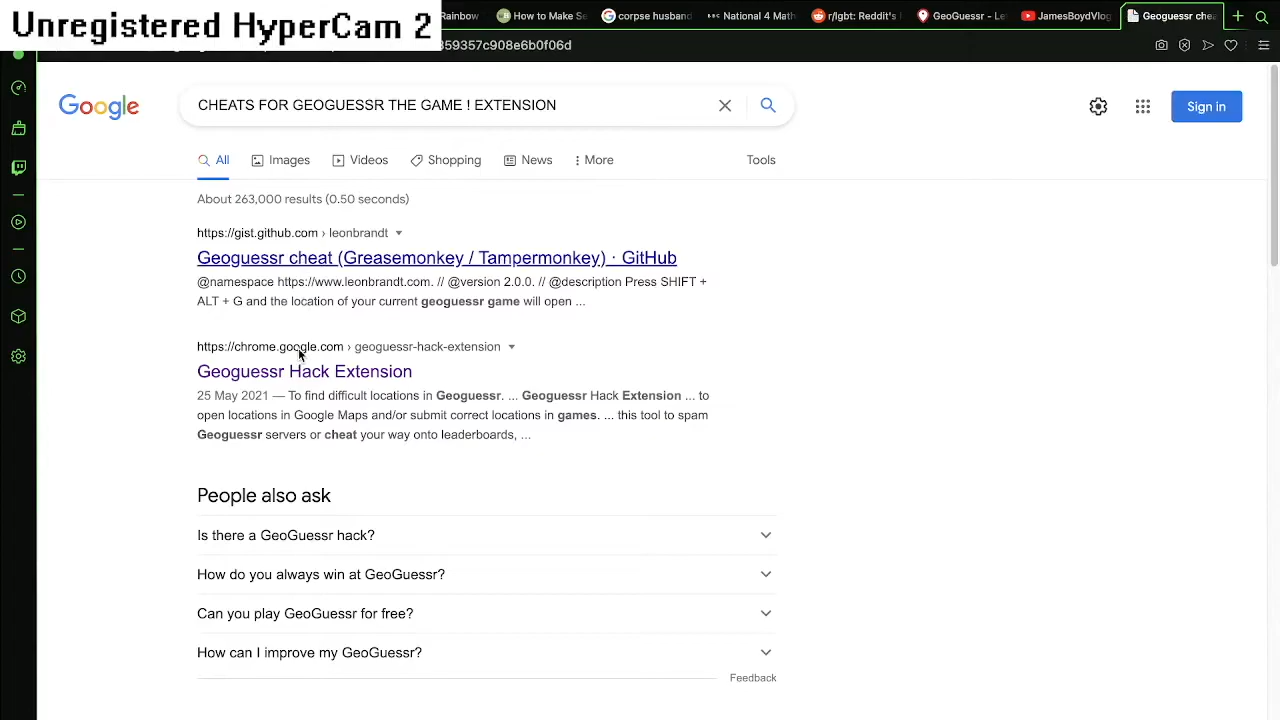 Unregistered HyperCam 2
Rainbow
How to Make Se
corpse husband
National 4 Math
r/lgbt: Reddit's
GeoGuessr - Le
JamesBoydVlog
Geoguessr chea
359357c908e6b0f06d
Google
CHEATS FOR GEOGUESSR THE GAME ! EXTENSION
Sign in
All
Images
Videos
Shopping
News
More
Tools
About 263,000 results (0.50 seconds)
https://gist.github.com › leonbrandt
Geoguessr cheat (Greasemonkey / Tampermonkey) · GitHub
@namespace https://www.leonbrandt.com. // @version 2.0.0. // @description Press SHIFT +
ALT + G and the location of your current geoguessr game will open ...
https://chrome.google.com › geoguessr-hack-extension
Geoguessr Hack Extension
25 May 2021 — To find difficult locations in Geoguessr. ... Geoguessr Hack Extension ... to
open locations in Google Maps and/or submit correct locations in games. ... this tool to spam
Geoguessr servers or cheat your way onto leaderboards, ...
People also ask
Is there a GeoGuessr hack?
How do you always win at GeoGuessr?
Can you play GeoGuessr for free?
How can I improve my GeoGuessr?
Feedback